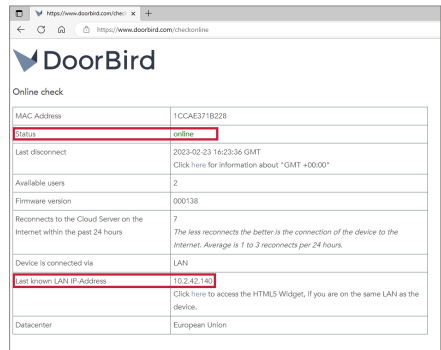 https://www.doorbird.com/check
https://www.doorbird.com/checkonline
DoorBird
Online check
MAC Address 1CCAE371B228
Status online
Last disconnect 2023-02-23 16:23:36 GMT
Click here for information about "GMT +00:00"
Available users 2
Firmware version 000138
Reconnects to the Cloud Server on the Internet within the past 24 hours 7
The less reconnects the better is the connection of the device to the
Internet. Average is 1 to 3 reconnects per 24 hours.
Device is connected via LAN
Last known LAN IP-Address 10.2.42.140
Click here to access the HTML5 Widget, if you are on the same LAN as the
device.
Datacenter European Union